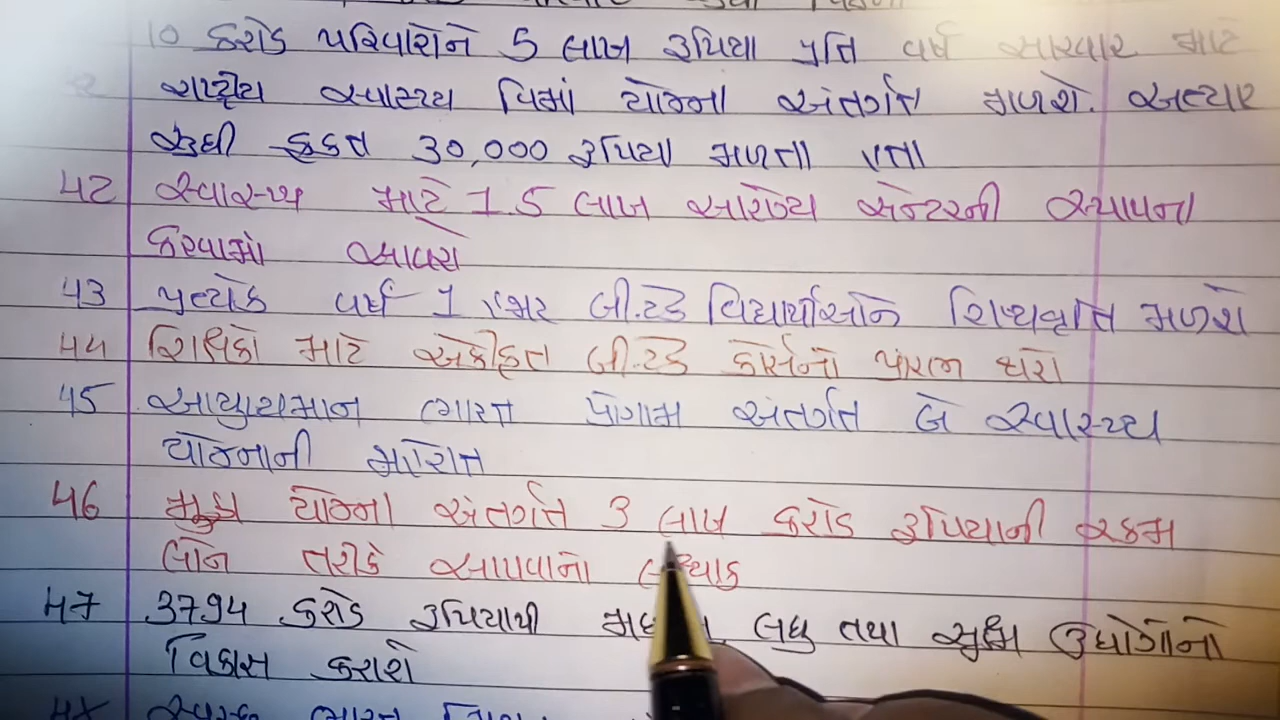 10 કરોડ પરિવારોને 5 લાખ રૂપિયા પ્રતિ વર્ષ સારવાર માટે
રાષ્ટ્રીય સ્વાસ્થ્ય વિમાં યોજના અંતર્ગત મળશે. અત્યાર
સુધી ફક્ત 30,000 રૂપિયા મળતા હતા
42 સ્વાસ્થ્ય માટે 1.5 લાખ આરોગ્ય સેન્ટરની સ્થાપના
કરવામાં આવશે
43 પ્રત્યેક વર્ષ 1 હજાર બી.ટેક વિદ્યાર્થીઓને શિષ્યવૃત્તિ મળશે
44 શિક્ષકો માટે એકીકૃત બી.ટેક કોર્સનો પ્રારંભ થશે
45 આયુષ્યમાન ભારત પ્રોગ્રામ અંતર્ગત બે સ્વાસ્થ્ય
યોજનાની
46 મુદ્રા યોજના અંતર્ગત 3 લાખ કરોડ રૂપિયાની રકમ
લોન તરીકે આપવાનો
47 3794 કરોડ રૂપિયાથી લઘુ તથા સુક્ષ્મ ઉદ્યોગોનો
વિકાસ કરાશે